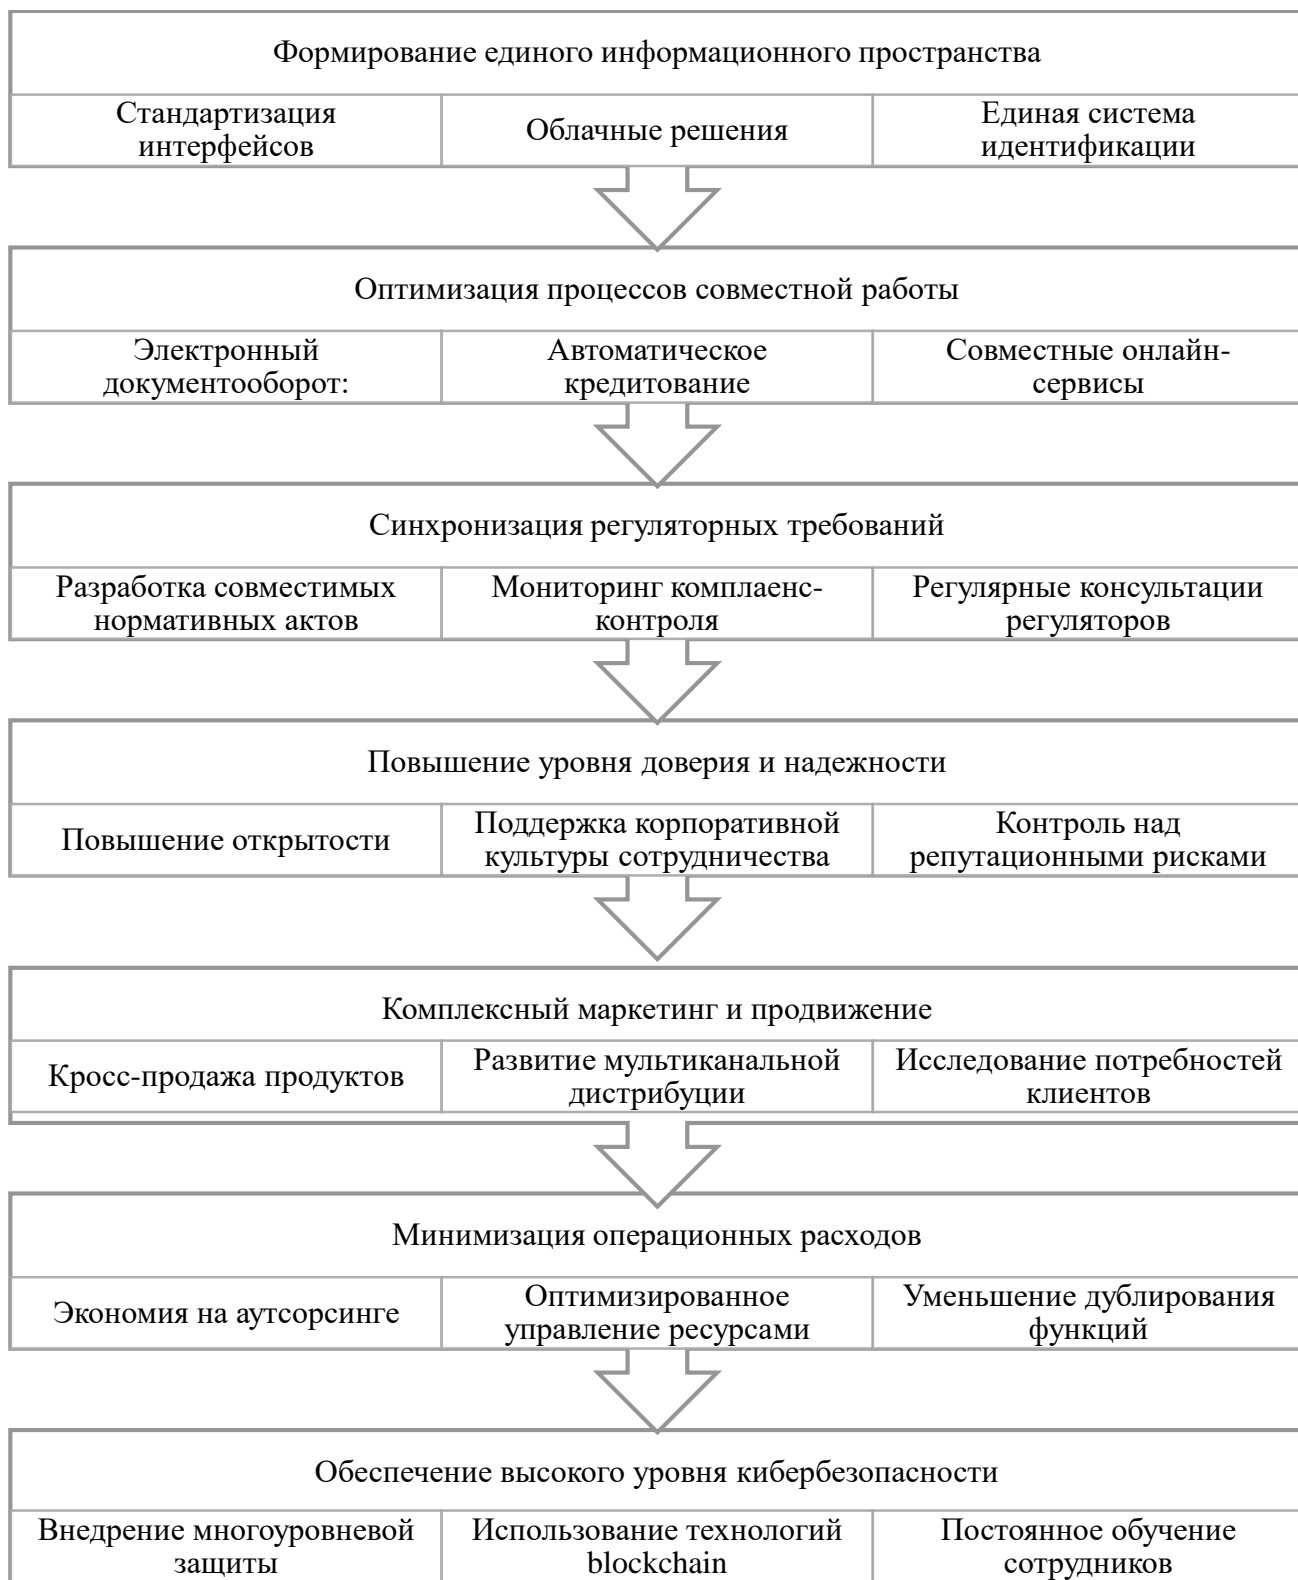 Формирование единого информационного пространства
Стандартизация
интерфейсов
Облачные решения
Единая система
идентификации
Оптимизация процессов совместной работы
Электронный
документооборот:
Автоматическое
кредитование
Совместные онлайн-
сервисы
Синхронизация регуляторных требований
Разработка совместимых
нормативных актов
Мониторинг комплаенс-
контроля
Регулярные консультации
регуляторов
Повышение уровня доверия и надежности
Повышение открытости
Поддержка корпоративной
культуры сотрудничества
Контроль над
репутационными рисками
Комплексный маркетинг и продвижение
Кросс-продажа продуктов
Развитие мультиканальной
дистрибуции
Исследование потребностей
клиентов
Минимизация операционных расходов
Экономия на аутсорсинге
Оптимизированное
управление ресурсами
Уменьшение дублирования
функций
Обеспечение высокого уровня кибербезопасности
Внедрение многоуровневой
защиты
Использование технологий
blockchain
Постоянное обучение
сотрудников